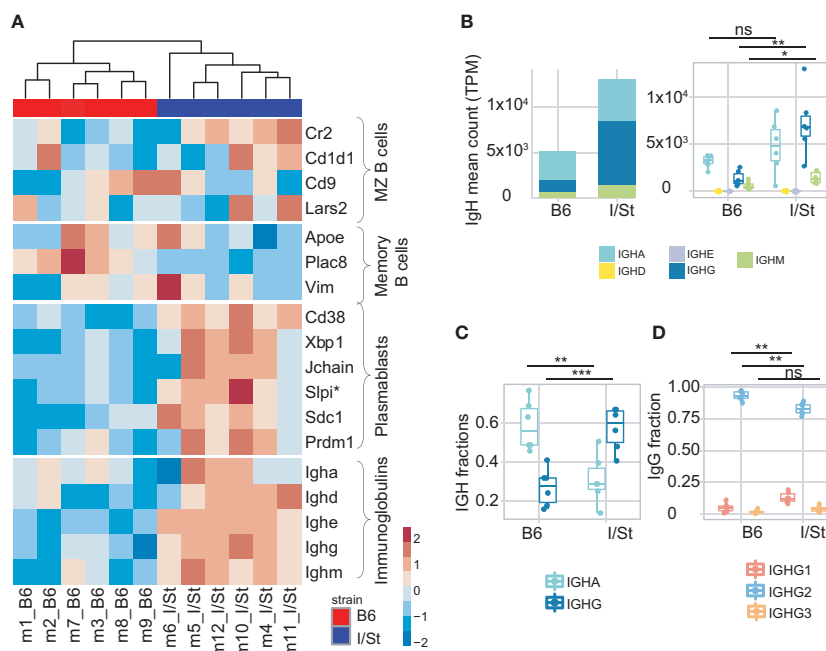 A
Cr2
Cd1d1
Cd9
Lars2
MZ B cells
Apoe
Plac8
Vim
Memory
B cells
Cd38
Xbp1
Jchain
Slpi*
Sdc1
Prdm1
Plasmablasts
Igha
Ighd
Ighe
Ighg
Ighm
Immunoglobulins
m1_B6
m2_B6
m7_B6
m3_B6
m8_B6
m9_B6
m6_I/St
m5_I/St
m12_I/St
m10_I/St
m4_I/St
m11_I/St
strain
B6
I/St
2
1
0
−1
−2
B
IgH mean count (TPM)
1x10⁴
5x10³
0
B6
I/St
ns
**
*
1x10⁴
5x10³
0
B6
I/St
IGHA
IGHE
IGHM
IGHD
IGHG
C
**
***
IGH fractions
0.6
0.4
0.2
B6
I/St
IGHA
IGHG
D
**
**
ns
IgG fraction
1.00
0.75
0.50
0.25
0
B6
I/St
IGHG1
IGHG2
IGHG3